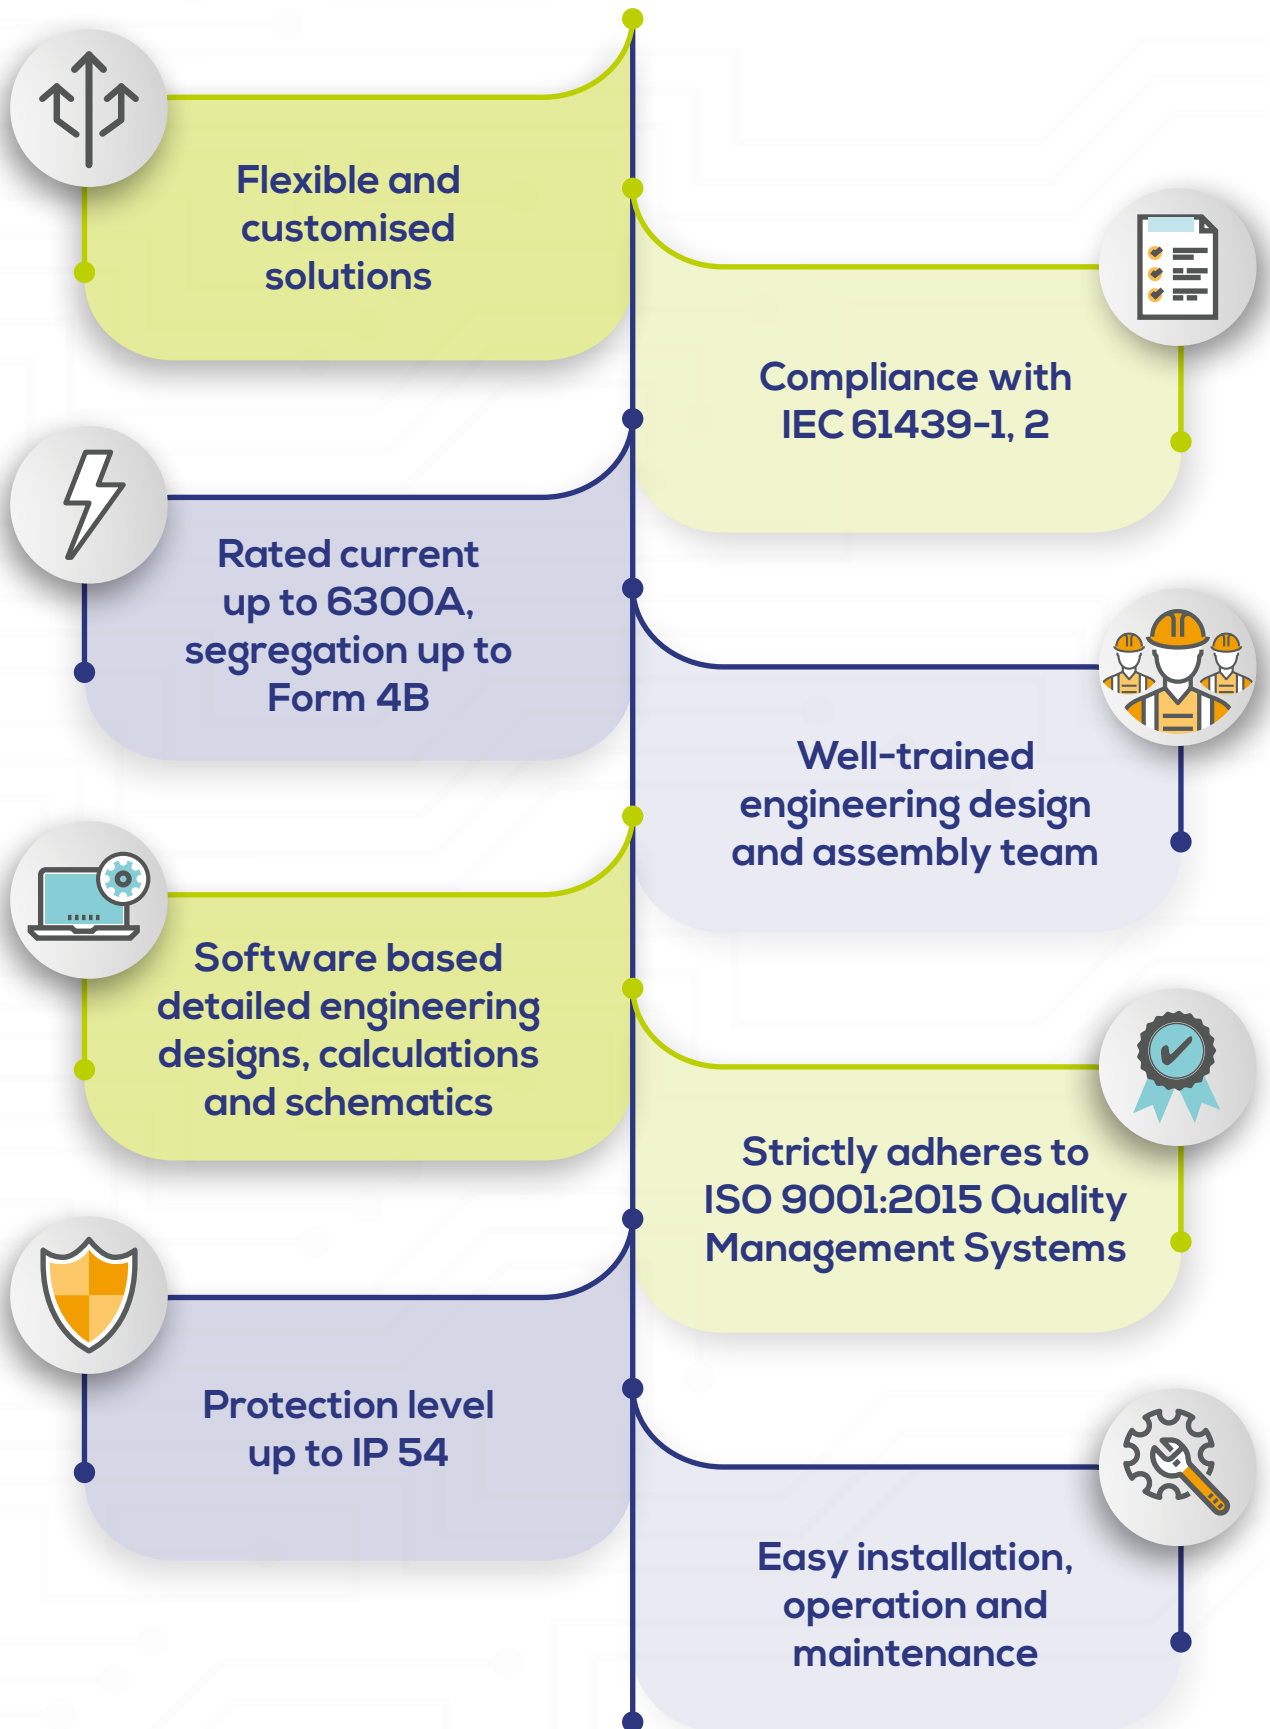 Flexible and
customised
solutions
Compliance with
IEC 61439-1, 2
Rated current
up to 6300A,
segregation up to
Form 4B
Well-trained
engineering design
and assembly team
Software based
detailed engineering
designs, calculations
and schematics
Strictly adheres to
ISO 9001:2015 Quality
Management Systems
Protection level
up to IP 54
Easy installation,
operation and
maintenance